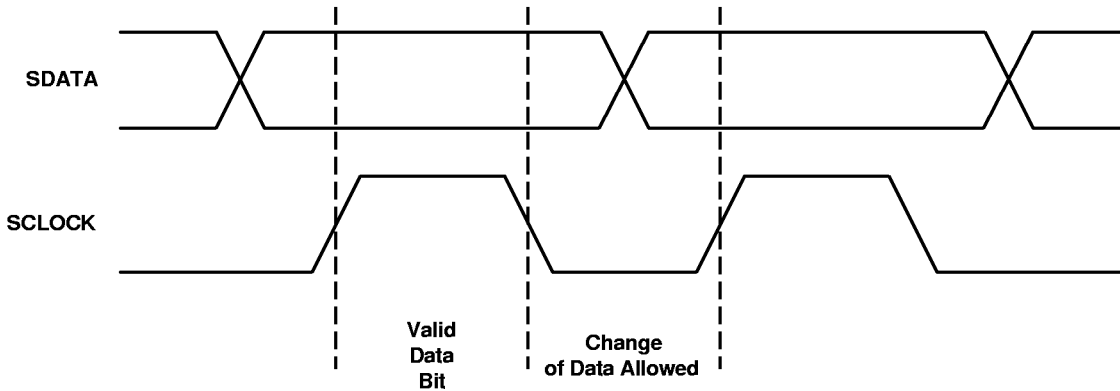 SDATA
SCLOCK
Valid
Data
Bit
Change
of Data Allowed